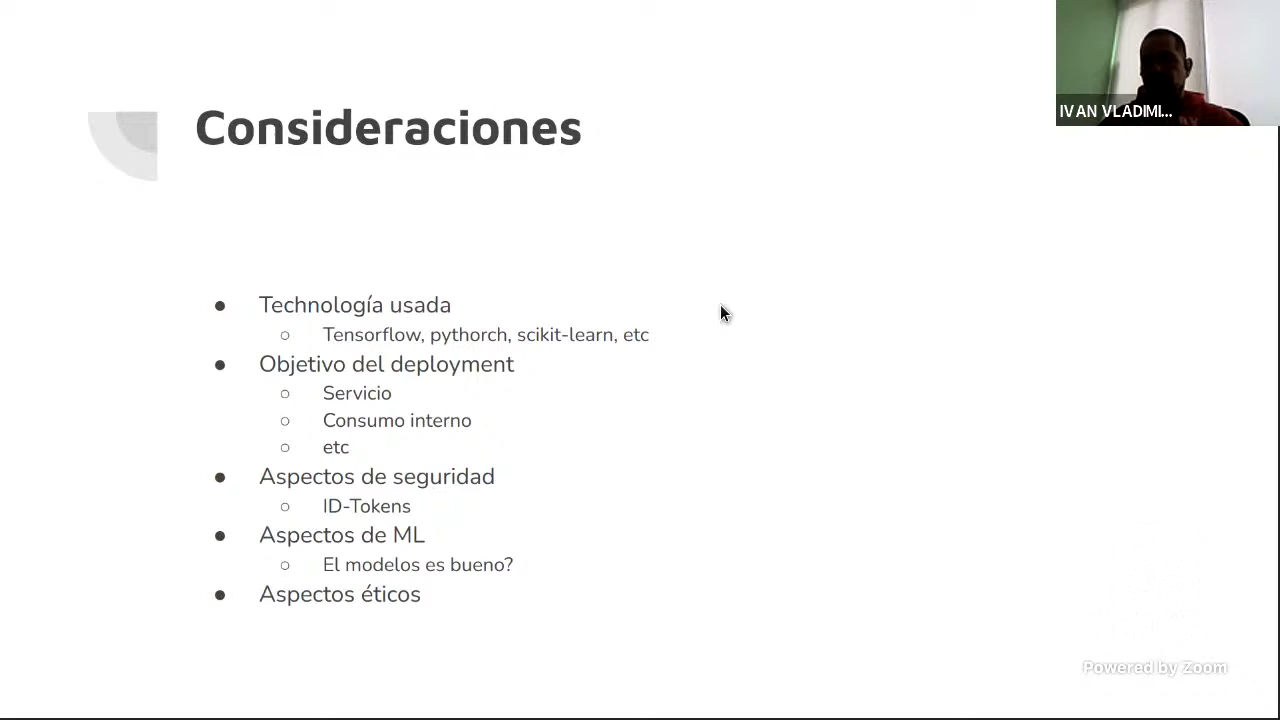 IVAN VLADIMI...
Consideraciones
● Technología usada
○ Tensorflow, pythorch, scikit-learn, etc
● Objetivo del deployment
○ Servicio
○ Consumo interno
○ etc
● Aspectos de seguridad
○ ID-Tokens
● Aspectos de ML
○ El modelos es bueno?
● Aspectos éticos
Powered by Zoom